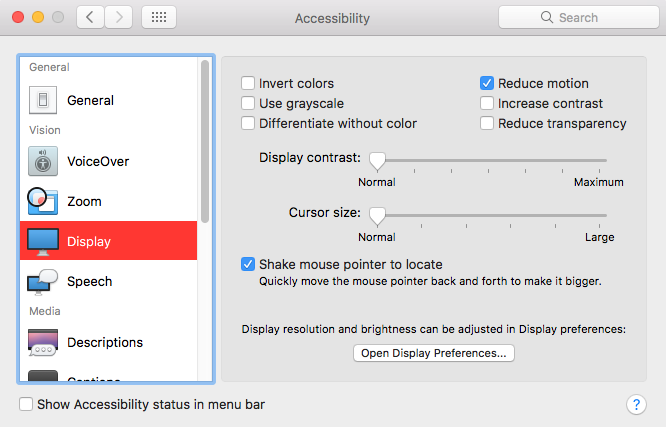 Accessibility
Search
General
General
Vision
VoiceOver
Zoom
Display
Speech
Media
Descriptions
Captions
Invert colors
Reduce motion
Use grayscale
Increase contrast
Differentiate without color
Reduce transparency
Display contrast:
Normal
Maximum
Cursor size:
Normal
Large
Shake mouse pointer to locate
Quickly move the mouse pointer back and forth to make it bigger.
Display resolution and brightness can be adjusted in Display preferences:
Open Display Preferences...
Show Accessibility status in menu bar
?